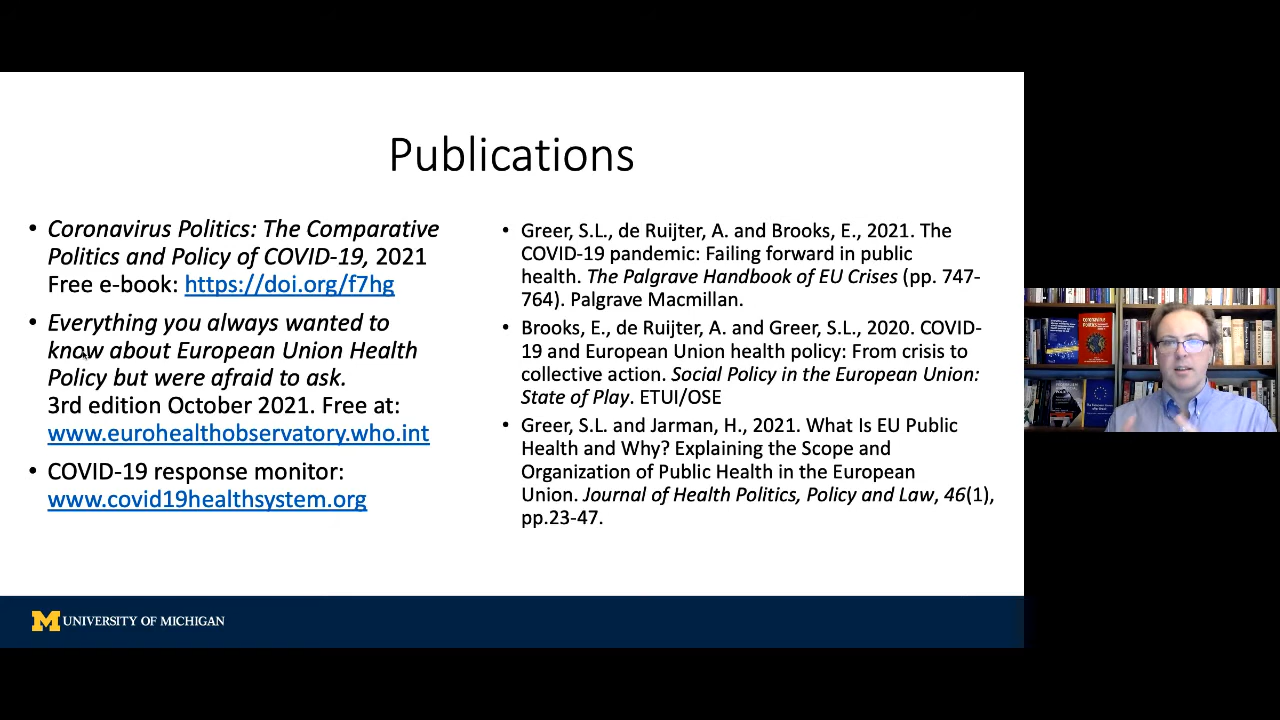 Publications
• Coronavirus Politics: The Comparative
Politics and Policy of COVID-19, 2021
Free e-book: https://doi.org/f7hg
• Everything you always wanted to
know about European Union Health
Policy but were afraid to ask.
3rd edition October 2021. Free at:
www.eurohealthobservatory.who.int
• COVID-19 response monitor:
www.covid19healthsystem.org
• Greer, S.L., de Ruijter, A. and Brooks, E., 2021. The
COVID-19 pandemic: Failing forward in public
health. The Palgrave Handbook of EU Crises (pp. 747-
764). Palgrave Macmillan.
• Brooks, E., de Ruijter, A. and Greer, S.L., 2020. COVID-
19 and European Union health policy: From crisis to
collective action. Social Policy in the European Union:
State of Play. ETUI/OSE
• Greer, S.L. and Jarman, H., 2021. What Is EU Public
Health and Why? Explaining the Scope and
Organization of Public Health in the European
Union. Journal of Health Politics, Policy and Law, 46(1),
pp.23-47.
M UNIVERSITY OF MICHIGAN